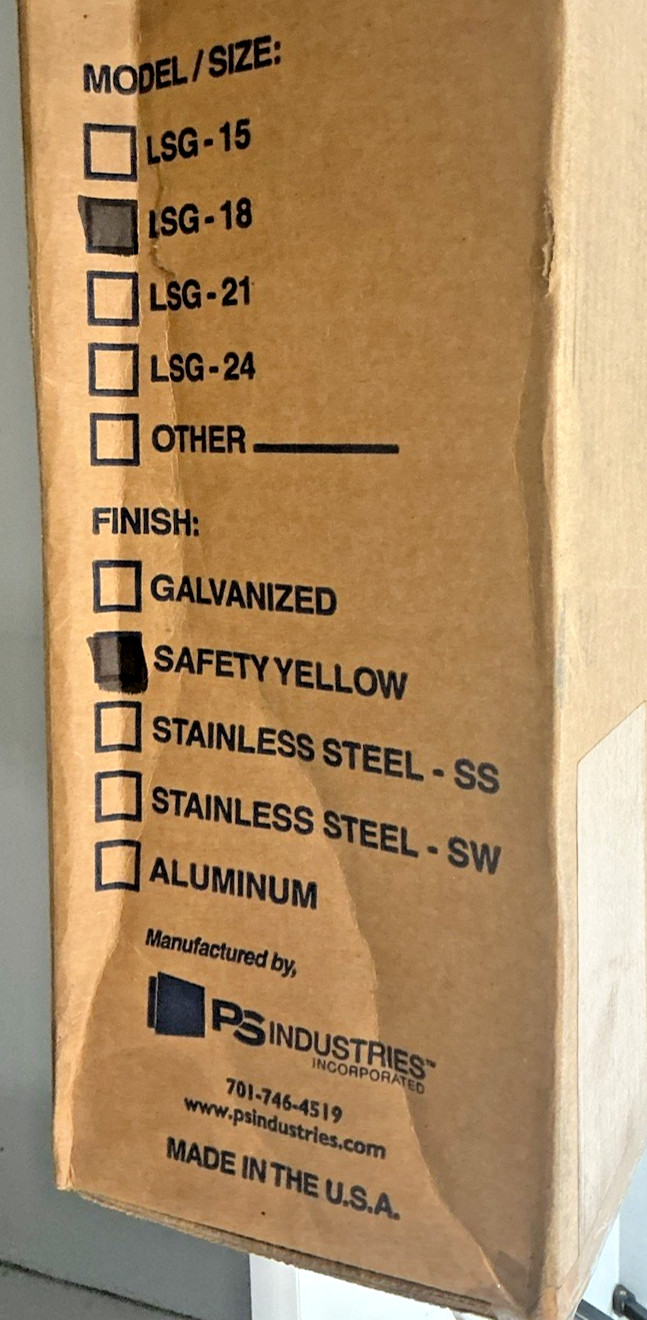 MODEL / SIZE:
LSG - 15
LSG - 18
LSG - 21
LSG - 24
OTHER
FINISH:
GALVANIZED
SAFETY YELLOW
STAINLESS STEEL - SS
STAINLESS STEEL - SW
ALUMINUM
Manufactured by,
PS INDUSTRIES™
INCORPORATED
701-746-4519
www.psindustries.com
MADE IN THE U.S.A.